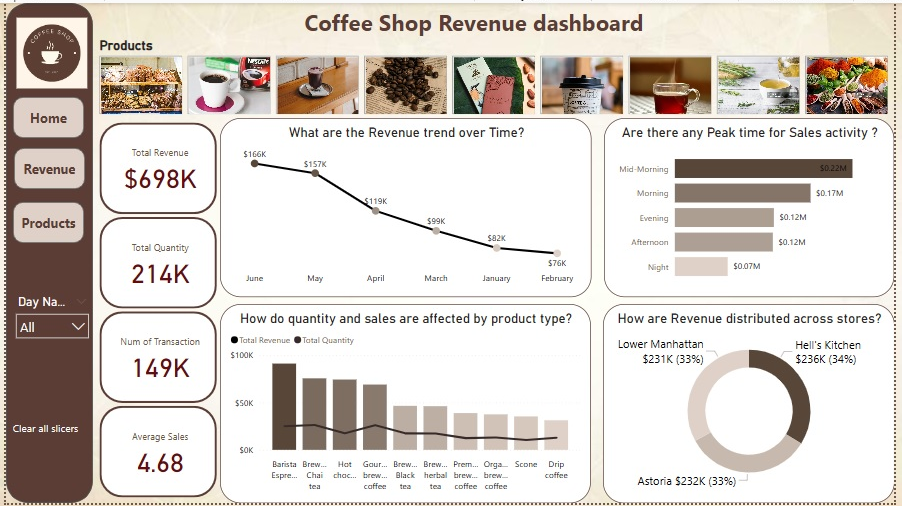 Coffee Shop Revenue dashboard
COFFEE SHOP
Products
NESCAFÉ
Home
Revenue
Products
Day Na...
All
Clear all slicers
Total Revenue
$698K
Total Quantity
214K
Num of Transaction
149K
Average Sales
4.68
What are the Revenue trend over Time?
$166K
$157K
$119K
$99K
$82K
$76K
June May April March January February
Are there any Peak time for Sales activity ?
Mid-Morning $0.22M
Morning $0.17M
Evening $0.12M
Afternoon $0.12M
Night $0.07M
How do quantity and sales are affected by product type?
Total Revenue Total Quantity
$100K
$50K
$0K
Barista Brew... Hot Gour... Brew... Brew... Prem... Orga... Scone Drip
Espre... Chai choc... brew... Black herbal brew... brew... coffee
tea coffee tea tea coffee coffee
How are Revenue distributed across stores?
Lower Manhattan
$231K (33%)
Hell's Kitchen
$236K (34%)
Astoria $232K (33%)